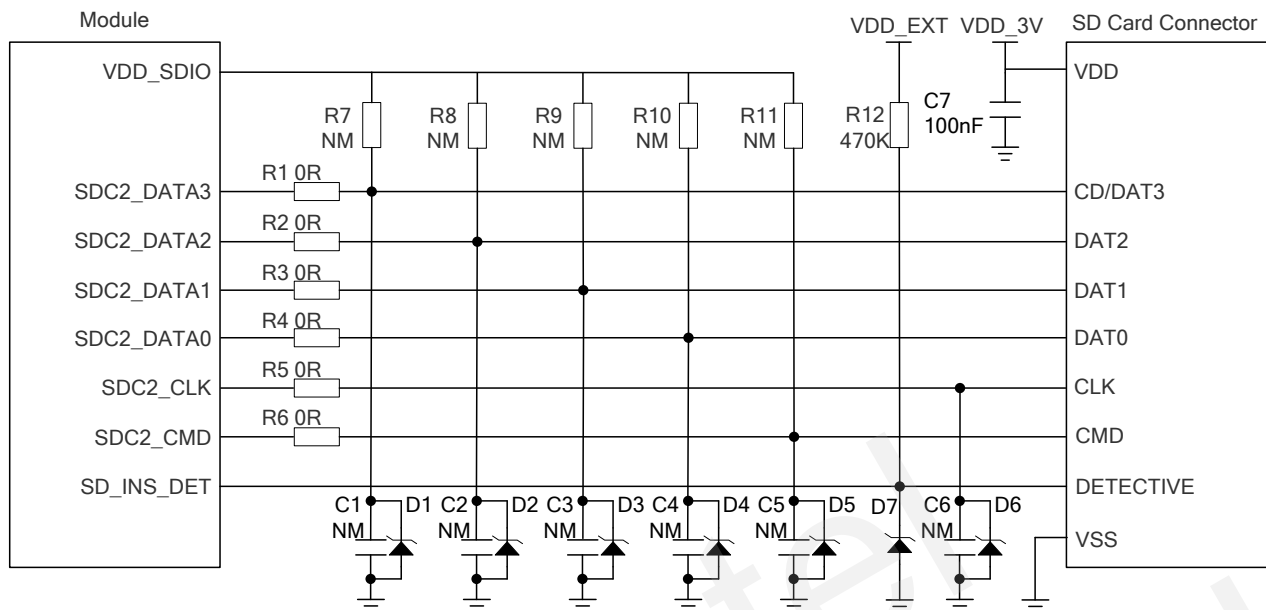 Module
SD Card Connector
VDD_EXT VDD_3V
VDD_SDIO
VDD
R7 NM
R8 NM
R9 NM
R10 NM
R11 NM
R12 470K
C7 100nF
SDC2_DATA3
R1 0R
CD/DAT3
SDC2_DATA2
R2 0R
DAT2
SDC2_DATA1
R3 0R
DAT1
SDC2_DATA0
R4 0R
DAT0
SDC2_CLK
R5 0R
CLK
SDC2_CMD
R6 0R
CMD
SD_INS_DET
DETECTIVE
C1 NM D1
C2 NM D2
C3 NM D3
C4 NM D4
C5 NM D5
D7
C6 NM D6
VSS